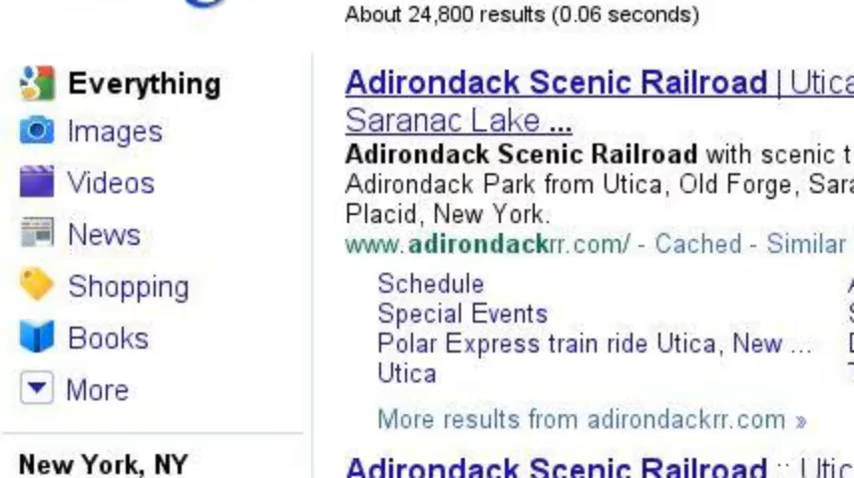 About 24,800 results (0.06 seconds)
Everything
Images
Videos
News
Shopping
Books
More
New York, NY
Adirondack Scenic Railroad | Utica
Saranac Lake ...
Adirondack Scenic Railroad with scenic t
Adirondack Park from Utica, Old Forge, Sara
Placid, New York.
www.adirondackrr.com/ - Cached - Similar
Schedule
Special Events
Polar Express train ride Utica, New ...
Utica
More results from adirondackrr.com »
Adirondack Scenic Railroad :: Utic